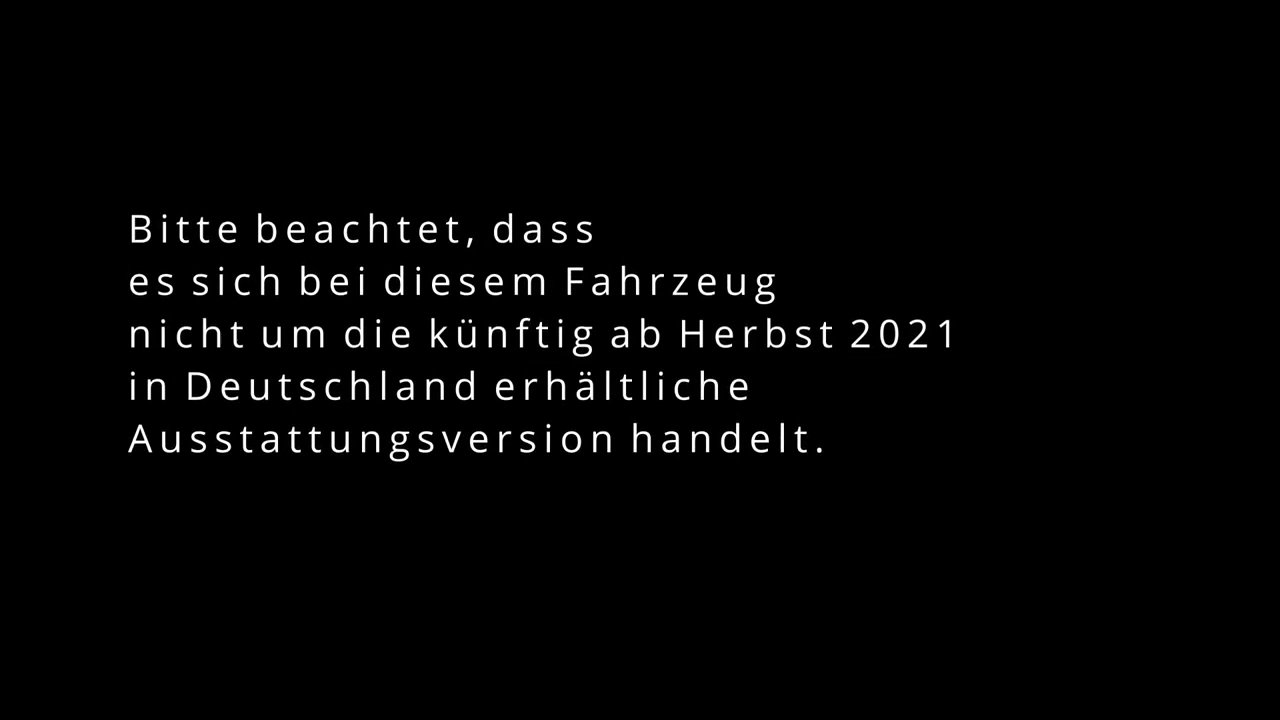 Bitte beachtet, dass
es sich bei diesem Fahrzeug
nicht um die künftig ab Herbst 2021
in Deutschland erhältliche
Ausstattungsversion handelt.